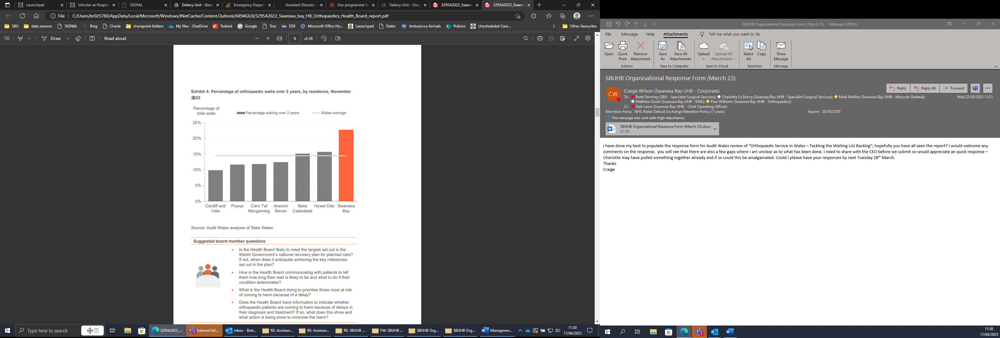 Launchpad
Vehicles at Hospita
SIGNAL
Deliery Unit - Goog
Emergency Depart
Assistant Director o
Our programme fo
Deliery Unit - Goog
3295A2022_Swans
3295A2022_Swans
File C:/Users/br025780/AppData/Local/Microsoft/Windows/INetCache/Content.Outlook/6X94GILR/3295A2022_Swansea_bay_HB_Orthopaedics_Health_Board_report.pdf
SBU data sources SIGNAL Bing Oracle sharepoint folders My files - OneDrive Todoist Google Trac ESR Microsoft Office Ho... Launchpad Datix Ambulance Arrivals Policies Unscheduled Care... Other favourites
Draw Read aloud 8 of 28
Exhibit 4: Percentage of orthopaedic waits over 2 years, by residence, November
2022
Percentage of
total waits
Percentage waiting over 2 years Wales average
25%
20%
15%
10%
5%
0%
Cardiff and
Vale
Powys
Cwm Taf
Morgannwg
Aneurin
Bevan
Betsi
Cadwaladr
Hywel Dda
Swansea
Bay
Source: Audit Wales analysis of Stats Wales
Suggested board member questions
• Is the Health Board likely to meet the targets set out in the
Welsh Government's national recovery plan for planned care?
If not, when does it anticipate achieving the key milestones
set out in the plan?
• How is the Health Board communicating with patients to tell
them how long their wait is likely to be and what to do if their
condition deteriorates?
• What is the Health Board doing to prioritise those most at risk
of coming to harm because of a delay?
• Does the Health Board have information to indicate whether
orthopaedic patients are coming to harm because of delays in
their diagnosis and treatment? If so, what does this show and
what action is being done to minimise the harm?
Type here to search
GIG
NHS
3295A2022_...
1
Internal Saf...
Inbox - Bret...
RE: Assistan...
RE: Assistan...
RE: SBUHB ...
FW: SBUHB ...
SBUHB Org...
SBUHB Org...
Managmen...
11:30
17/04/2023
SBUHB Organisational Response Form (March 23) - Message (HTML)
File Message Help Attachments Tell me what you want to do
Open
Quick
Print
Remove
Attachment
Save
As
Save All
Attachments
Upload
Upload All
Attachments
Select
All
Copy
Show
Message
Actions Save to Computer Save to Cloud Selection Message
SBUHB Organisational Response Form (March 23)
CW
Craige Wilson (Swansea Bay UHB - Corporate)
Reply Reply All Forward
To Brett Denning (SBU - Specialist Surgical Services); Charlotte Le Brocq (Swansea Bay UHB - Specialist Surgical Services); Mark Mullins (Swansea Bay UHB - Musculo Skeletal);
Wed 22/03/2023 11:21
Matthew Dodd (Swansea Bay UHB - MSK); Paul Williams (Swansea Bay UHB - Orthopaedics)
Cc Deb Lewis (Swansea Bay UHB - Chief Operating Officer)
Retention Policy NHS Wales Default Exchange Retention Policy (7 years) Expires 20/03/2030
This message was sent with High importance.
SBUHB Organisational Response Form (March 23).docx
83 KB
I have done my best to populate the response form for Audit Wales review of “Orthopaedic Service in Wales – Tackling the Waiting List Backlog”; hopefully you have all seen the report? I would welcome any
comments on the response, you will see that there are also a few gaps where I am unclear as to what has been done. I need to share with the CEO before we submit so would appreciate an quick response –
Charlotte may have pulled something together already and if so could this be amalgamated. Could I please have your responses by next Tuesday 28th March.
Thanks
Craige
1
11:30
17/04/2023